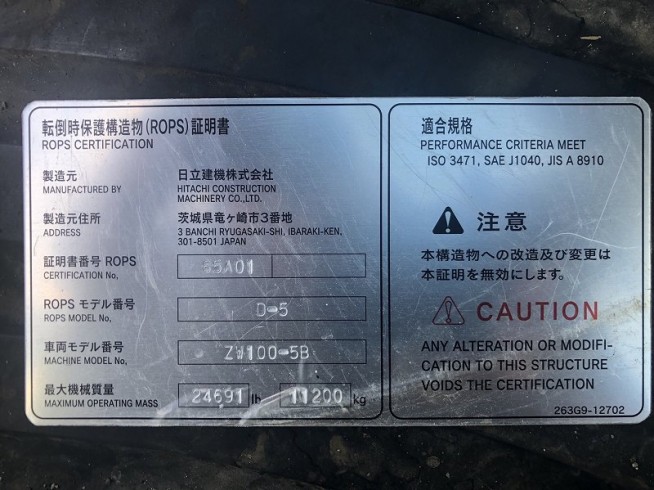 転倒時保護構造物(ROPS)証明書
ROPS CERTIFICATION
製造元
MANUFACTURED BY
日立建機株式会社
HITACHI CONSTRUCTION
MACHINERY CO.,LTD.
製造元住所
ADDRESS
茨城県竜ヶ崎市3番地
3 BANCHI RYUGASAKI-SHI. IBARAKI-KEN,
301-8501 JAPAN
証明書番号 ROPS
CERTIFICATION No,
55A01
ROPS モデル番号
ROPS MODEL No,
D-5
車両モデル番号
MACHINE MODEL No,
ZW100-5B
最大機械質量
MAXIMUM OPERATING MASS
24691 lb 11200 kg
適合規格
PERFORMANCE CRITERIA MEET
ISO 3471, SAE J1040, JIS A 8910
注意
本構造物への改造及び変更は
本証明を無効にします。
CAUTION
ANY ALTERATION OR MODIFI-
CATION TO THIS STRUCTURE
VOIDS THE CERTIFICATION
263G9-12702